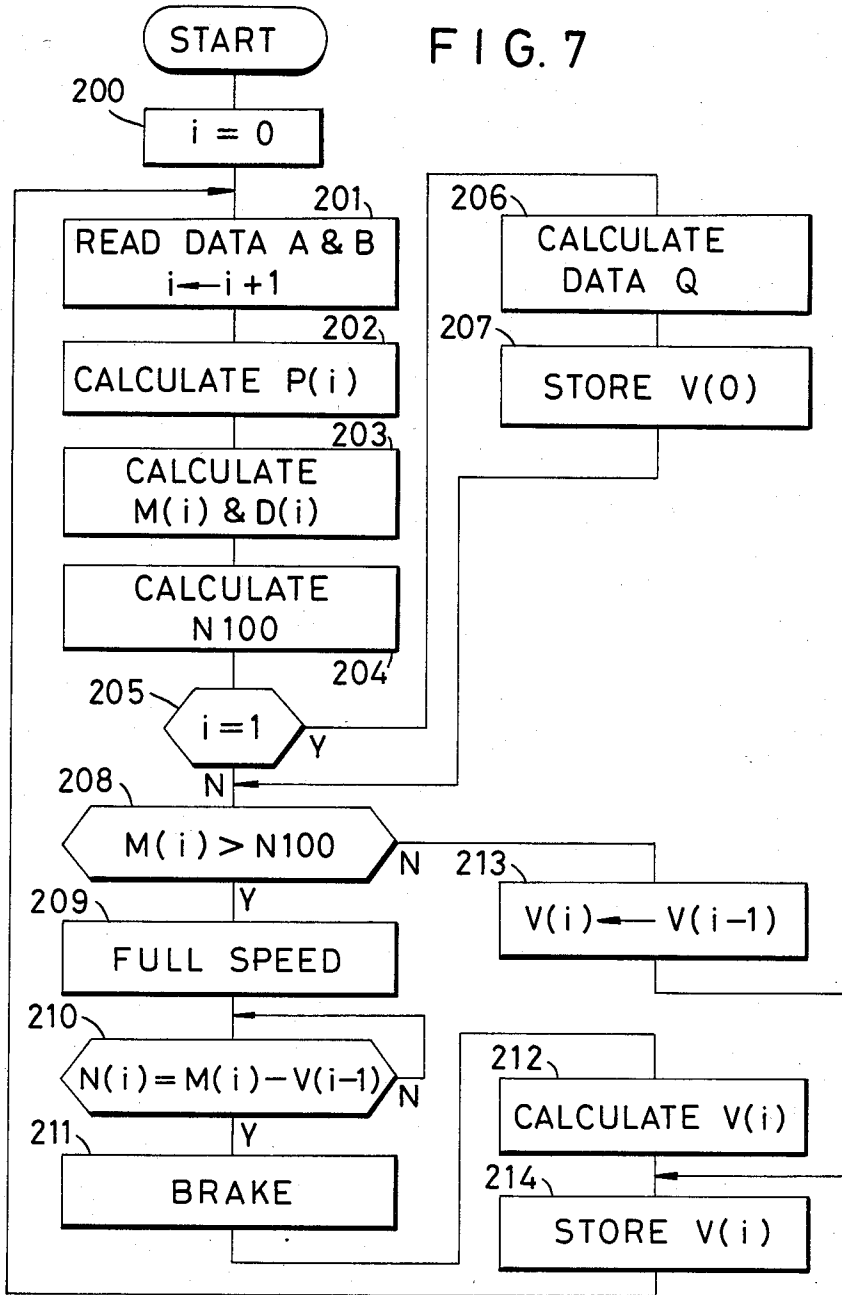 START
FIG. 7
200
i = 0
201
READ DATA A & B
i ← i + 1
202
CALCULATE P(i)
203
CALCULATE
M(i) & D(i)
CALCULATE
N100
204
205
i = 1
Y
N
206
CALCULATE
DATA Q
207
STORE V(0)
208
M(i) > N100
N
Y
209
FULL SPEED
210
N(i) = M(i) – V(i–1)
N
Y
211
BRAKE
213
V(i) ← V(i–1)
212
CALCULATE V(i)
214
STORE V(i)